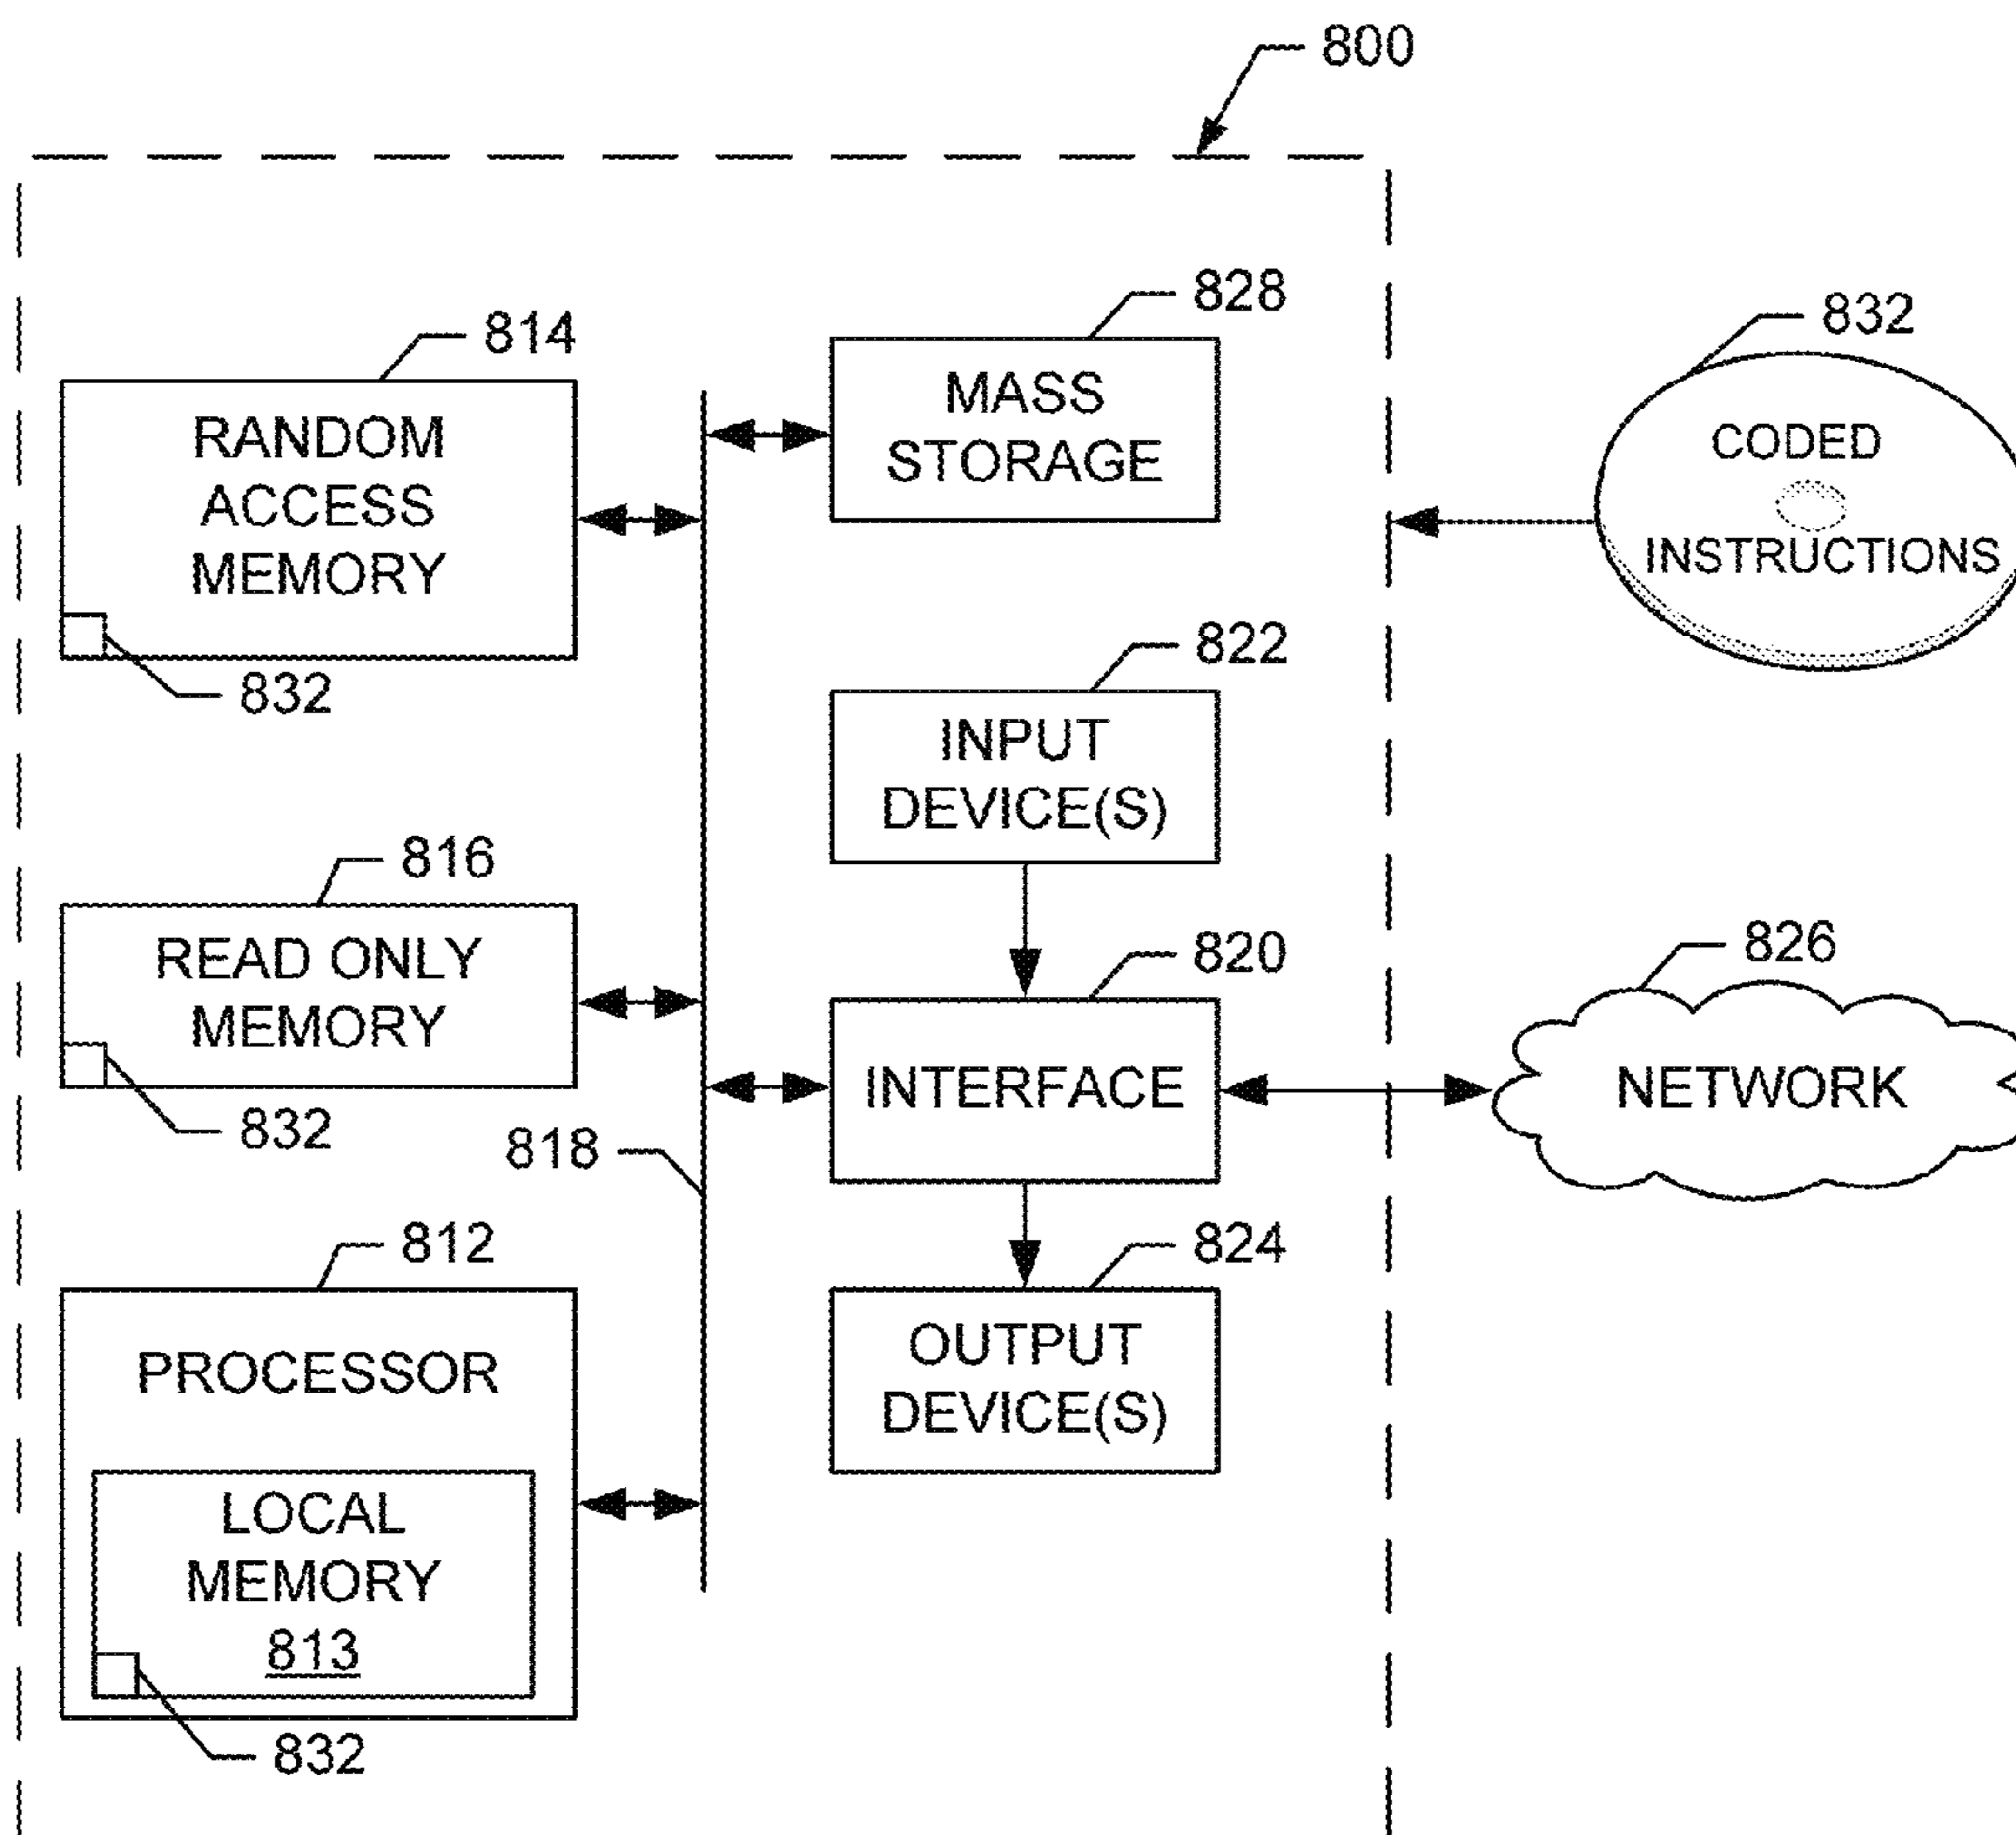 800
828
MASS
STORAGE
832
CODED
INSTRUCTIONS
814
RANDOM
ACCESS
MEMORY
832
822
INPUT
DEVICE(S)
816
READ ONLY
MEMORY
832
820
INTERFACE
826
NETWORK
818
812
PROCESSOR
LOCAL
MEMORY
813
832
824
OUTPUT
DEVICE(S)